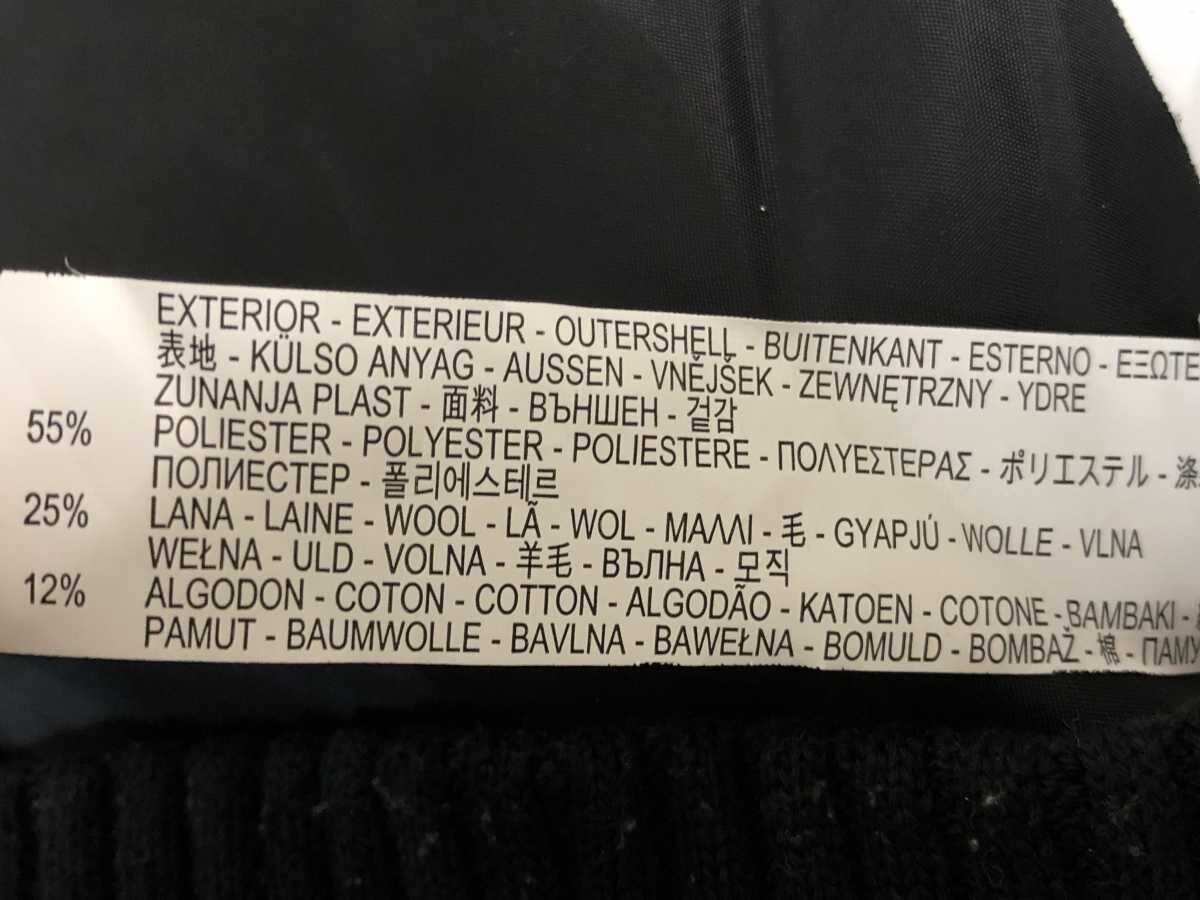 EXTERIOR - EXTERIEUR - OUTERSHELL - BUITENKANT - ESTERNO - ΕΞΩΤΕ
表地 - KÜLSO ANYAG - AUSSEN - VNĚJŠEK - ZEWNĘTRZNY - YDRE
ZUNANJA PLAST - 面料 - ВЪНШЕН - 겉감
55% POLIESTER - POLYESTER - POLIESTERE - ΠΟΛΥΕΣΤΕΡΑΣ - ポリエステル - 涤
ПОЛИЕСТЕР - 폴리에스테르
25% LANA - LAINE - WOOL - LÃ - WOL - ΜΑΛΛΙ - 毛 - GYAPJÚ - WOLLE - VLNA
WEŁNA - ULD - VOLNA - 羊毛 - ВЪЛНА - 모직
12% ALGODON - COTON - COTTON - ALGODÃO - KATOEN - COTONE - BAMBAKI -
PAMUT - BAUMWOLLE - BAVLNA - BAWEŁNA - BOMULD - BOMBAŽ - 棉 - ПАМУ